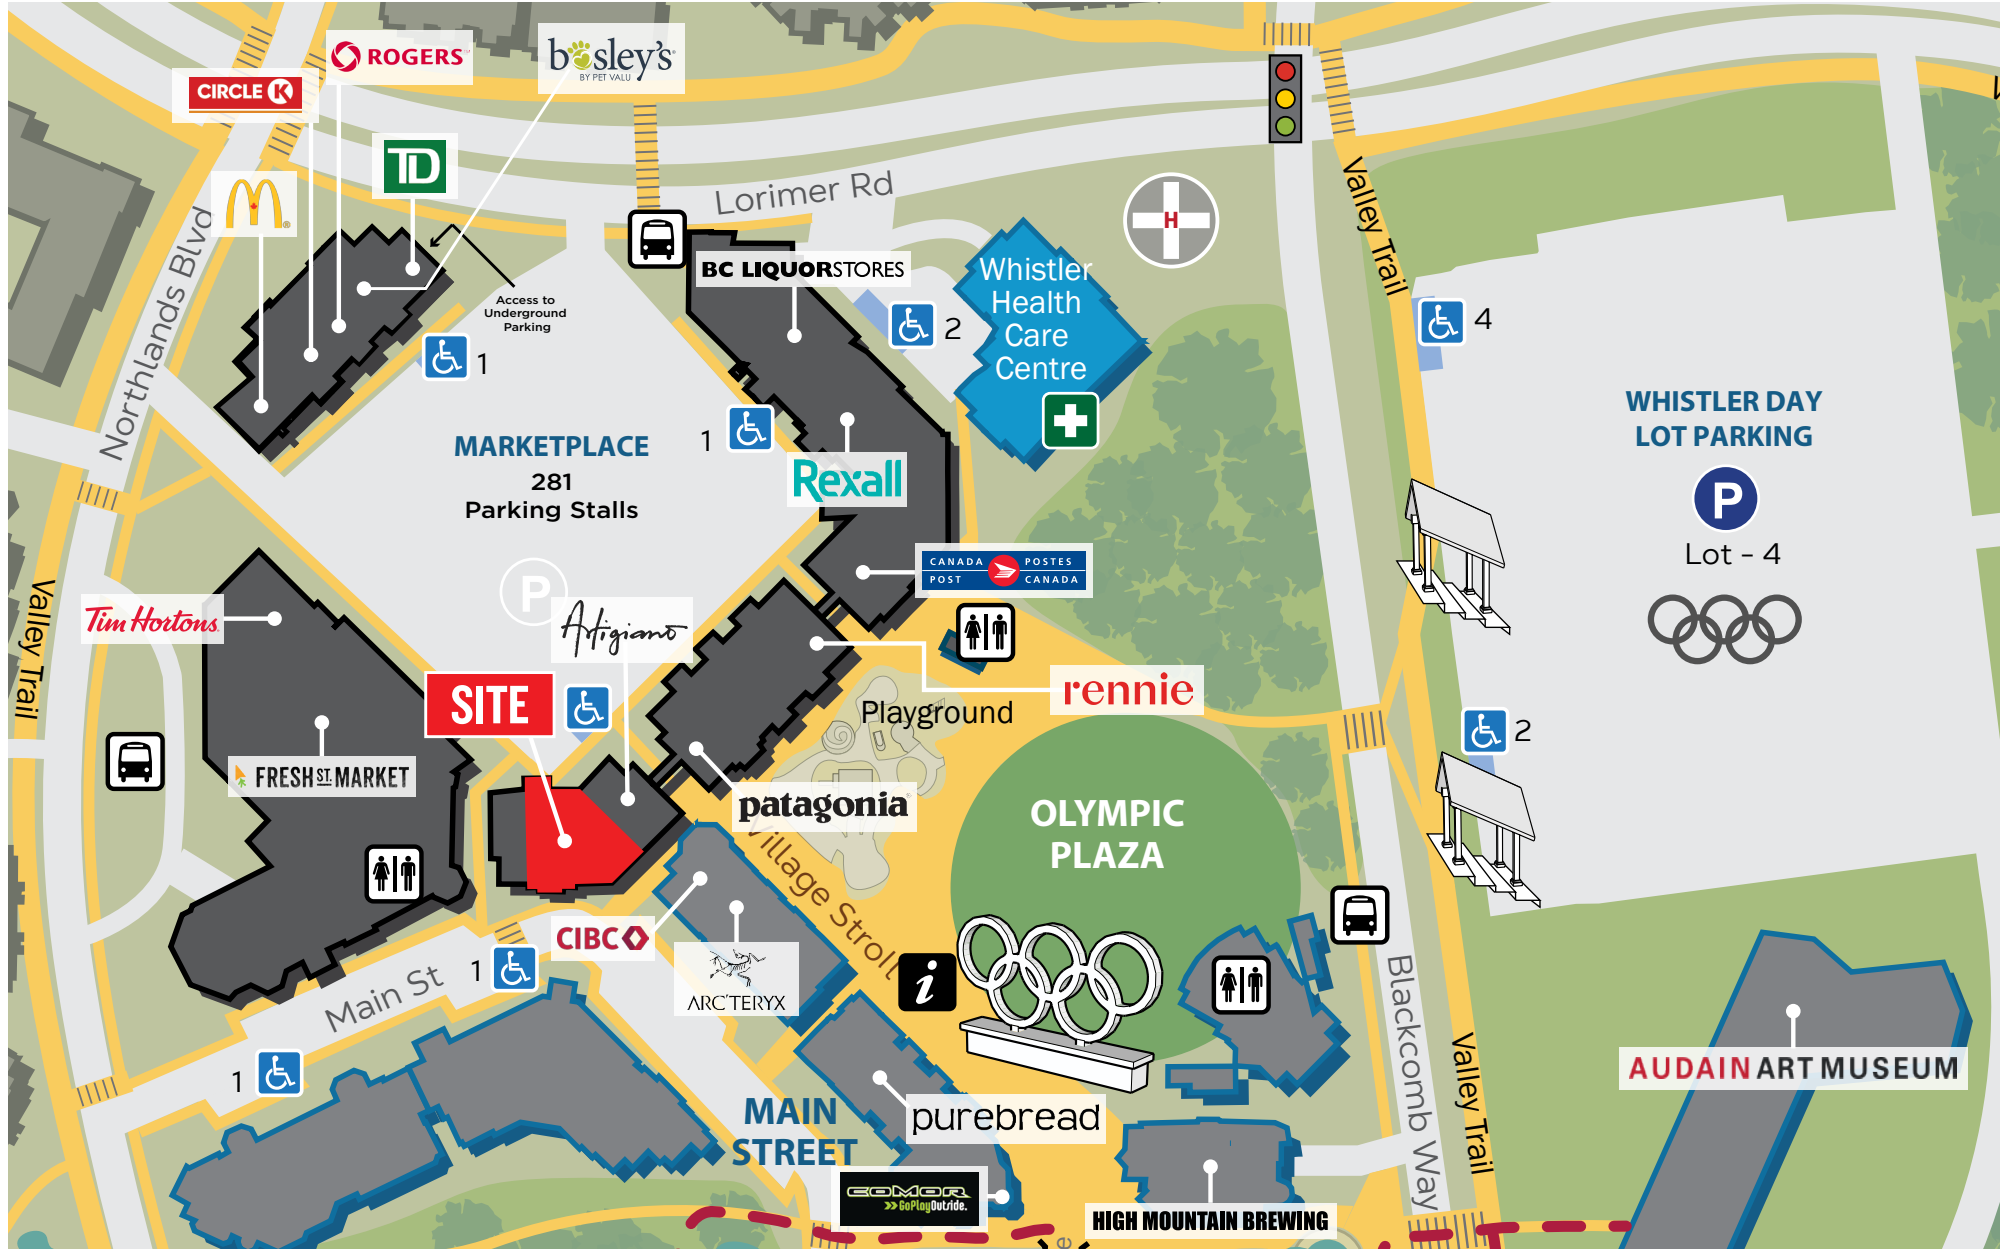 ROGERS
bosley's
BY PET VALU
CIRCLE K
TD
Lorimer Rd
Valley Trail
H
Northlands Blvd
BC LIQUORSTORES
Whistler
Health
Care
Centre
Access to
Underground
Parking
2
4
1
WHISTLER DAY
LOT PARKING
P
Lot - 4
MARKETPLACE
281
Parking Stalls
1
Rexall
CANADA
POST
POSTES
CANADA
P
Valley Trail
Tim Hortons
Artigiano
rennie
SITE
Playground
2
FRESH ST. MARKET
patagonia
OLYMPIC
PLAZA
Village Stroll
CIBC
ARC'TERYX
i
Main St
1
1
Blackcomb Way
Valley Trail
AUDAIN ART MUSEUM
MAIN
STREET
purebread
COMOR
>> GoPlayOutside.
HIGH MOUNTAIN BREWING